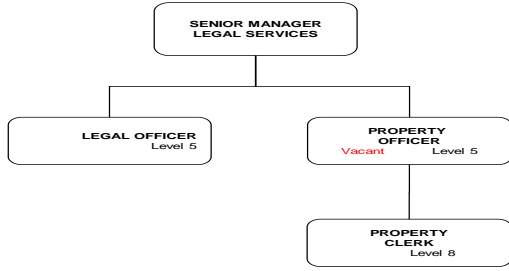 SENIOR MANAGER
LEGAL SERVICES
LEGAL OFFICER
Level 5
PROPERTY
OFFICER
Vacant Level 5
PROPERTY
CLERK
Level 8